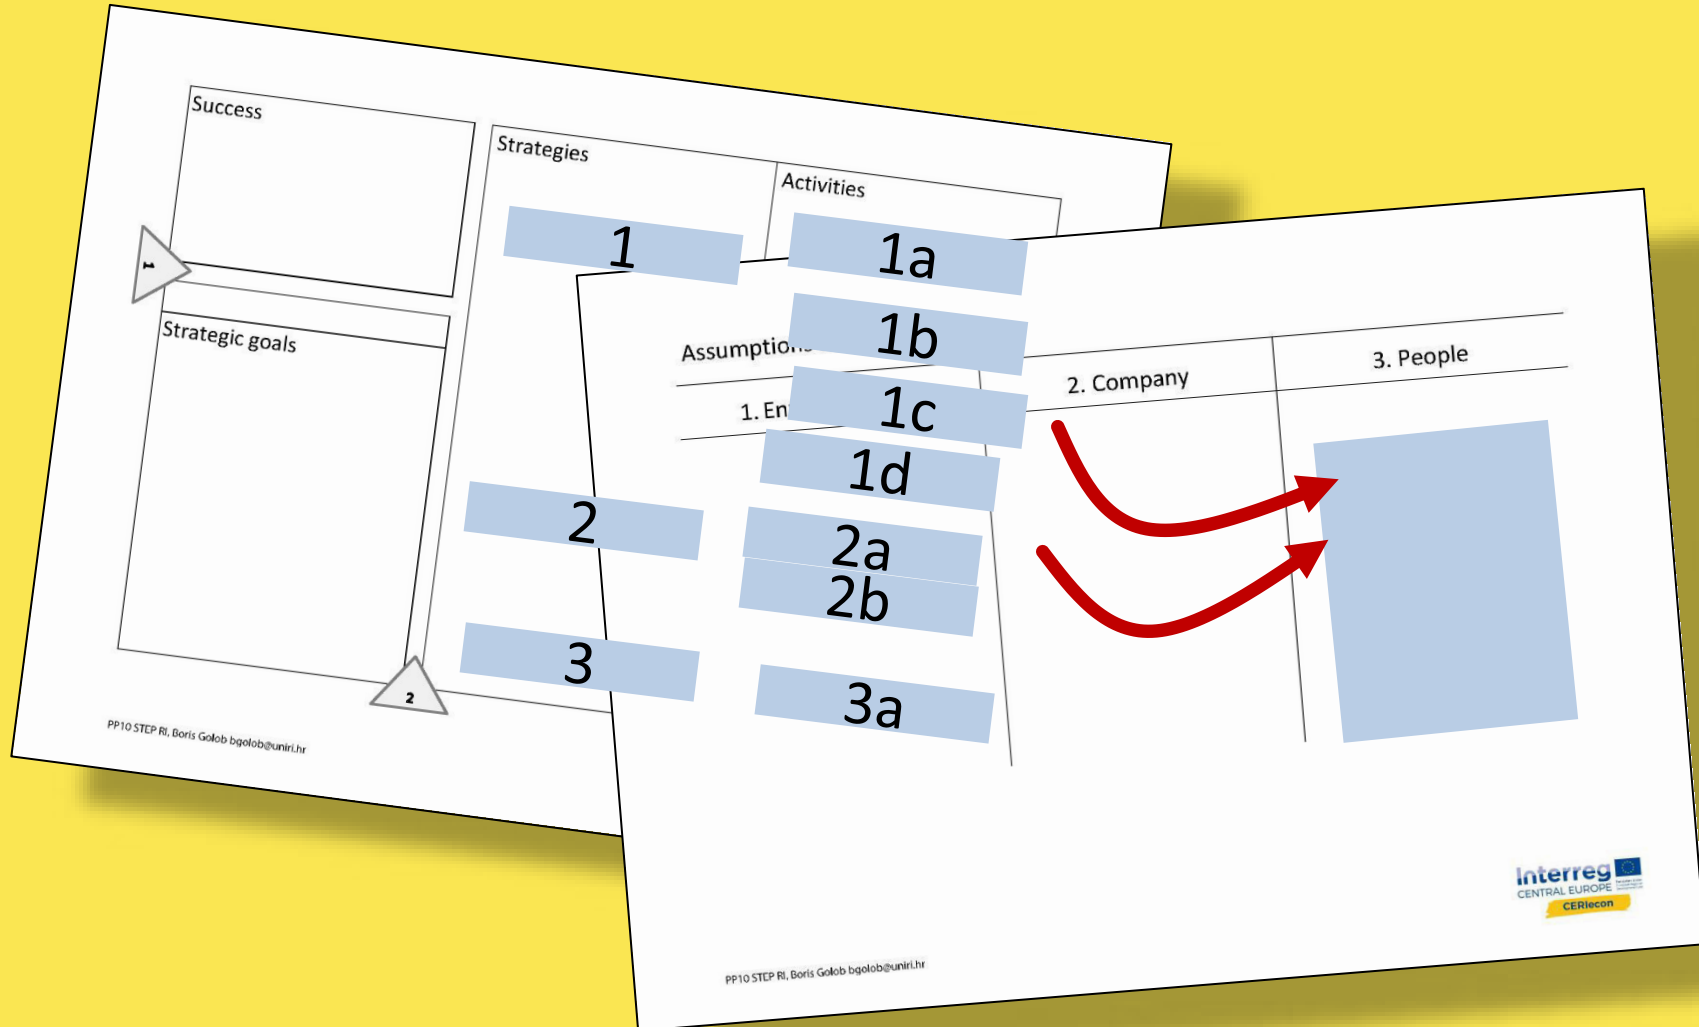 Success
Strategies
Activities
1
1a
1b
1c
1d
Strategic goals
2
2a
2b
3
3a
1
2
PP10 STEP RI, Boris Golob bgolob@uniri.hr
3. People
2. Company
1.
Interreg
CENTRAL EUROPE
CERIecon
PP10 STEP RI, Boris Golob bgolob@uniri.hr